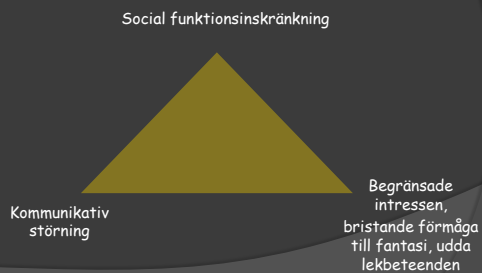 Social funktionsinskränkning
Kommunikativ
störning
Begränsade
intressen,
bristande förmåga
till fantasi, udda
lekbeteenden